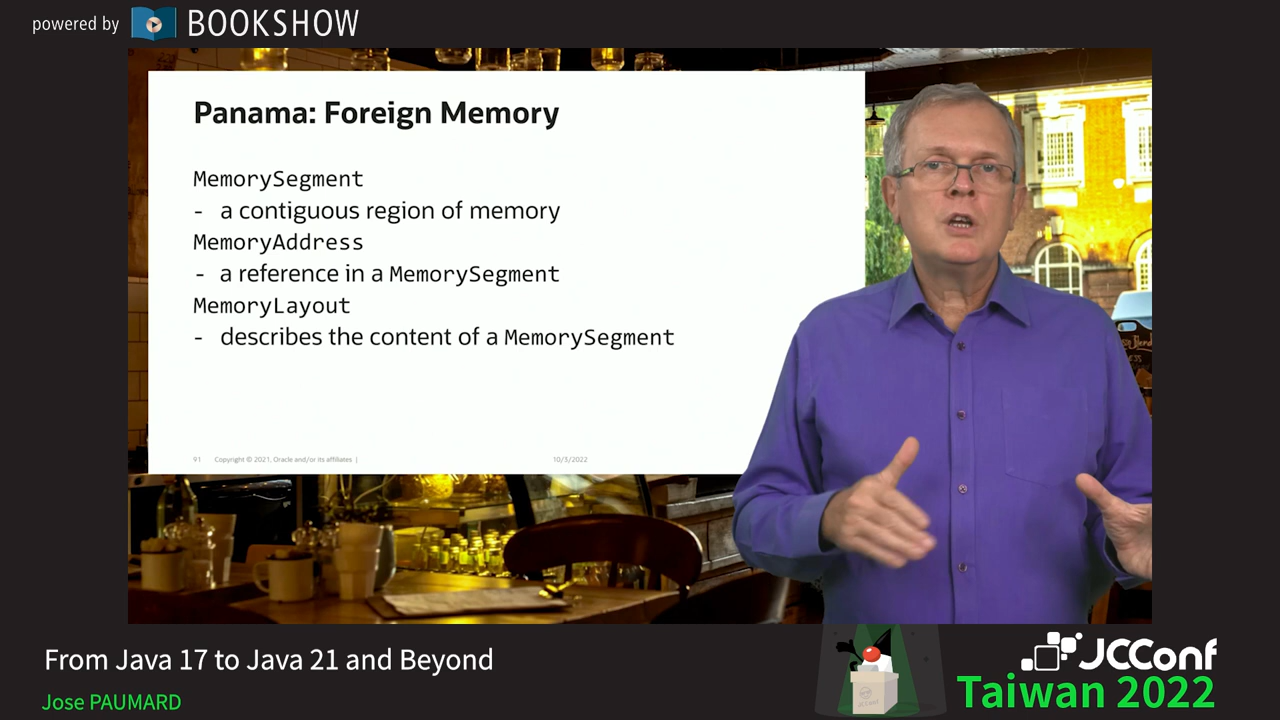 powered by BOOKSHOW
Panama: Foreign Memory
MemorySegment
- a contiguous region of memory
MemoryAddress
- a reference in a MemorySegment
MemoryLayout
- describes the content of a MemorySegment
91 Copyright © 2021, Oracle and/or its affiliates |
10/3/2022
From Java 17 to Java 21 and Beyond
Jose PAUMARD
JCConf
JCConf
Taiwan 2022